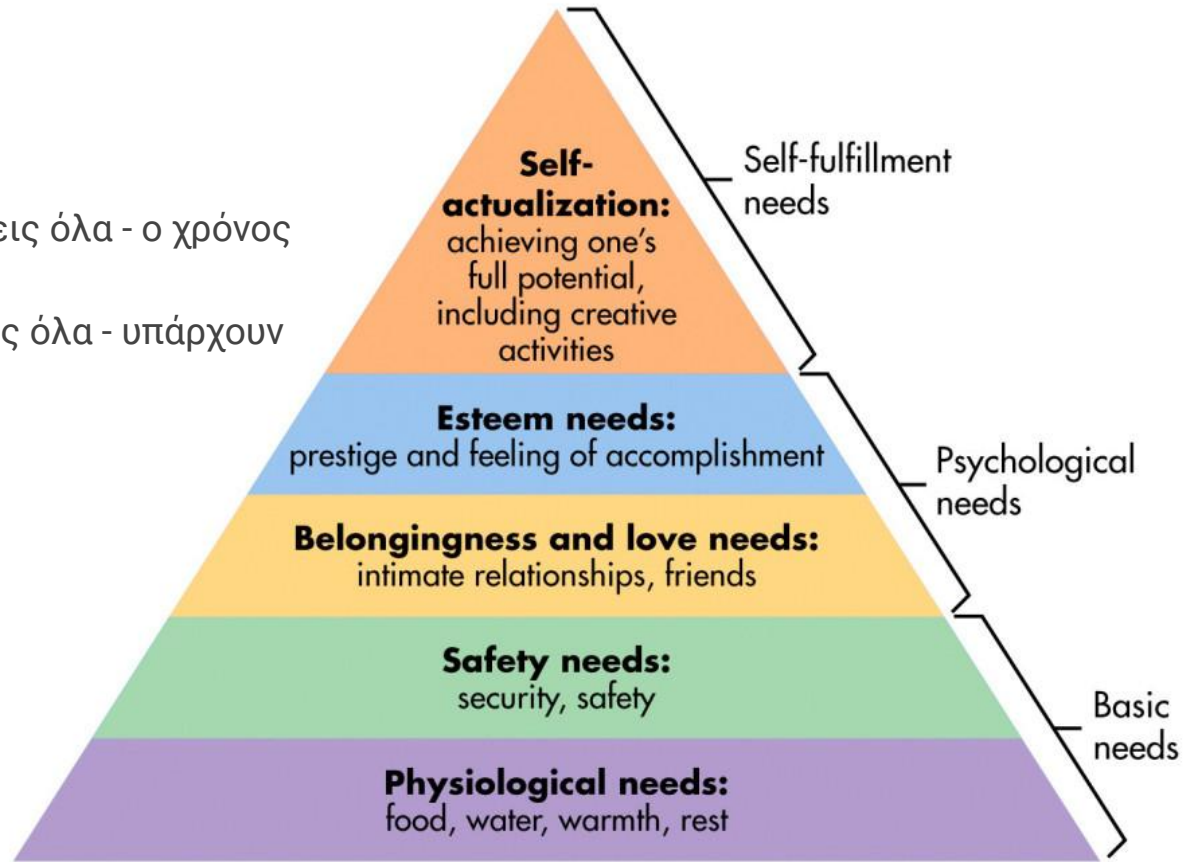 εις όλα - ο χρόνος
ς όλα - υπάρχουν
Self-
actualization:
achieving one's
full potential,
including creative
activities
Esteem needs:
prestige and feeling of accomplishment
Belongingness and love needs:
intimate relationships, friends
Safety needs:
security, safety
Physiological needs:
food, water, warmth, rest
Self-fulfillment
needs
Psychological
needs
Basic
needs